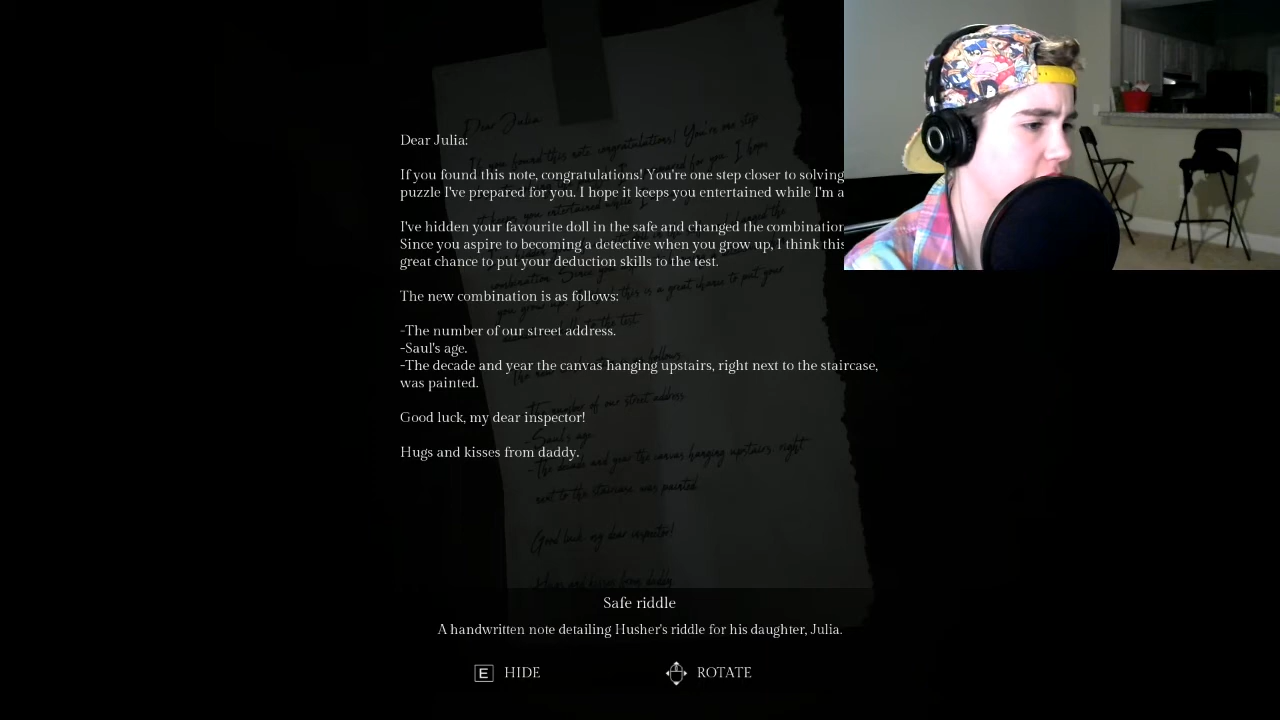 Dear Julia:
If you found this note, congratulations! You're one step closer to solving
puzzle I've prepared for you. I hope it keeps you entertained while I'm a
I've hidden your favourite doll in the safe and changed the combination
Since you aspire to becoming a detective when you grow up, I think this
great chance to put your deduction skills to the test.
The new combination is as follows:
-The number of our street address.
-Saul's age.
-The decade and year the canvas hanging upstairs, right next to the staircase,
was painted.
Good luck, my dear inspector!
Hugs and kisses from daddy.
Safe riddle
A handwritten note detailing Husher's riddle for his daughter, Julia.
E HIDE
ROTATE